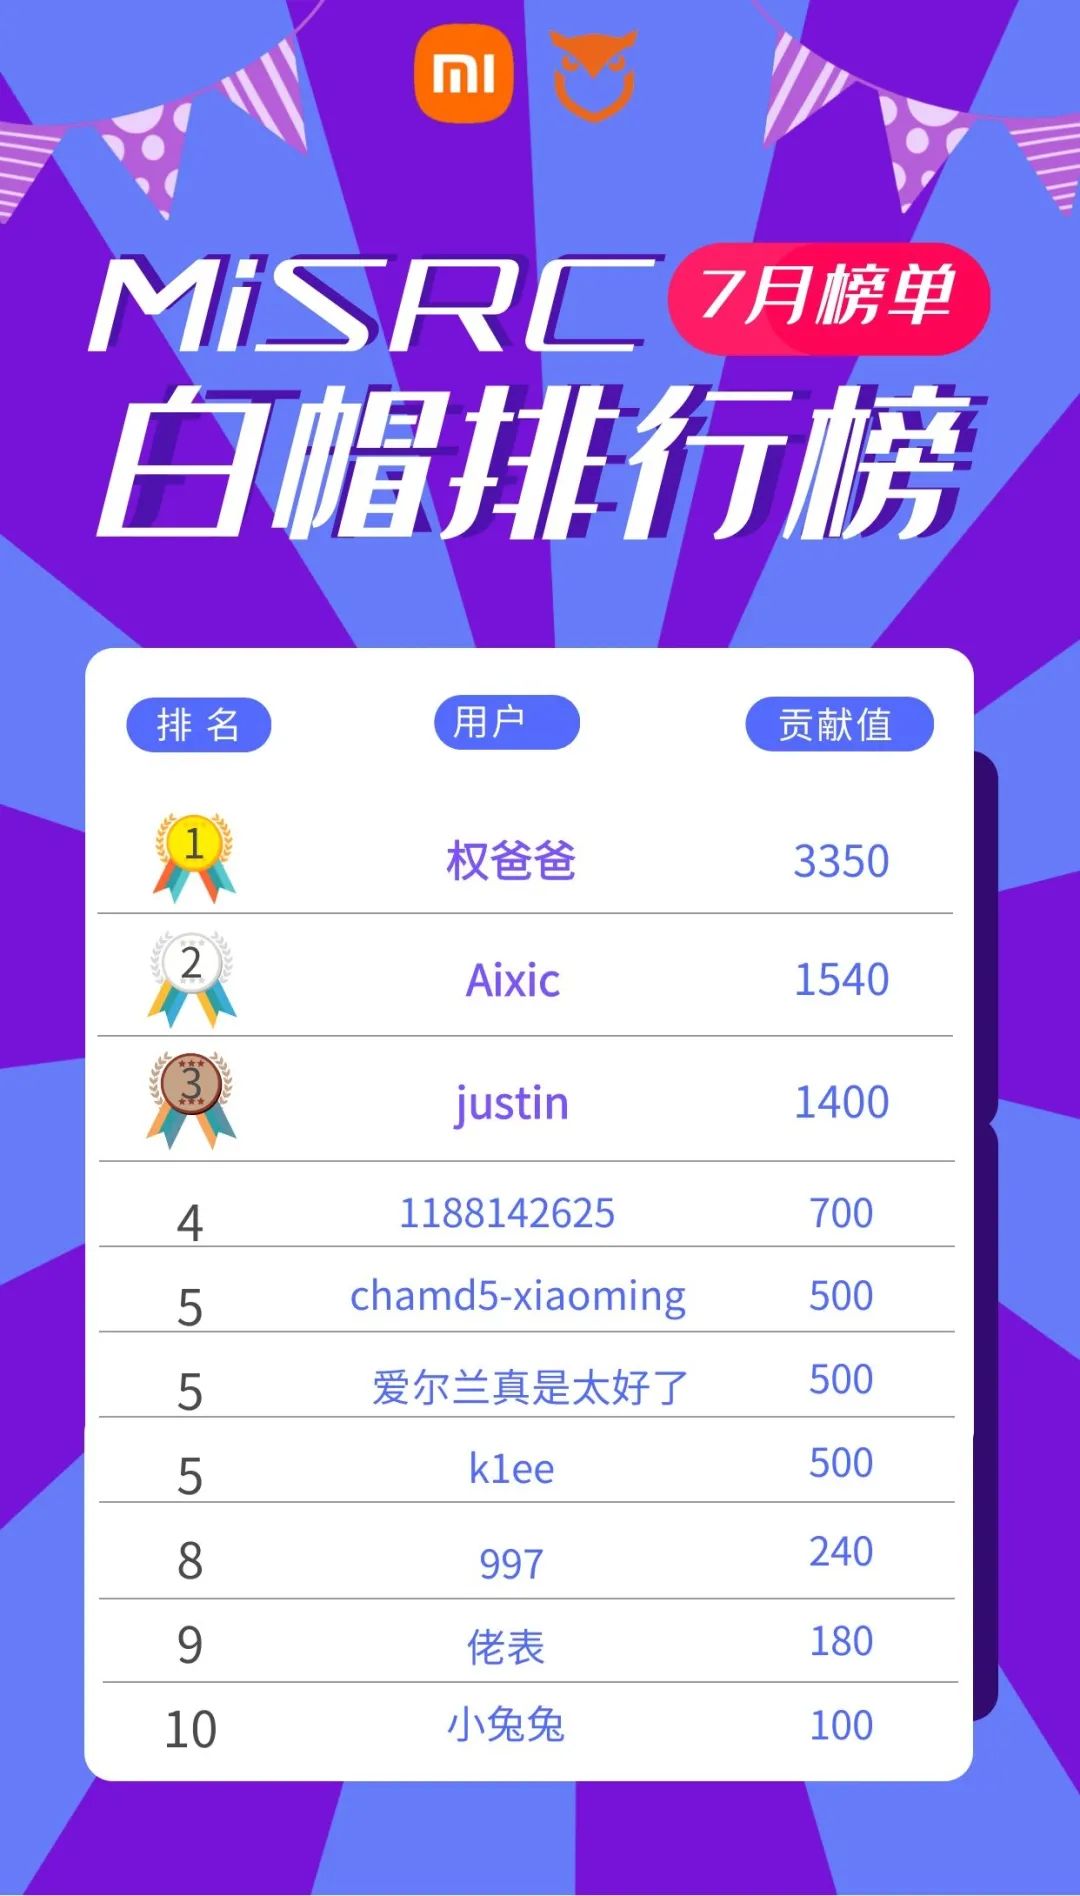 mi
MiSRC 7月榜单
白帽排行榜
排名 用户 贡献值
1 权爸爸 3350
2 Aixic 1540
3 justin 1400
4 1188142625 700
5 chamd5-xiaoming 500
5 爱尔兰真是太好了 500
5 k1ee 500
8 997 240
9 佬表 180
10 小兔兔 100